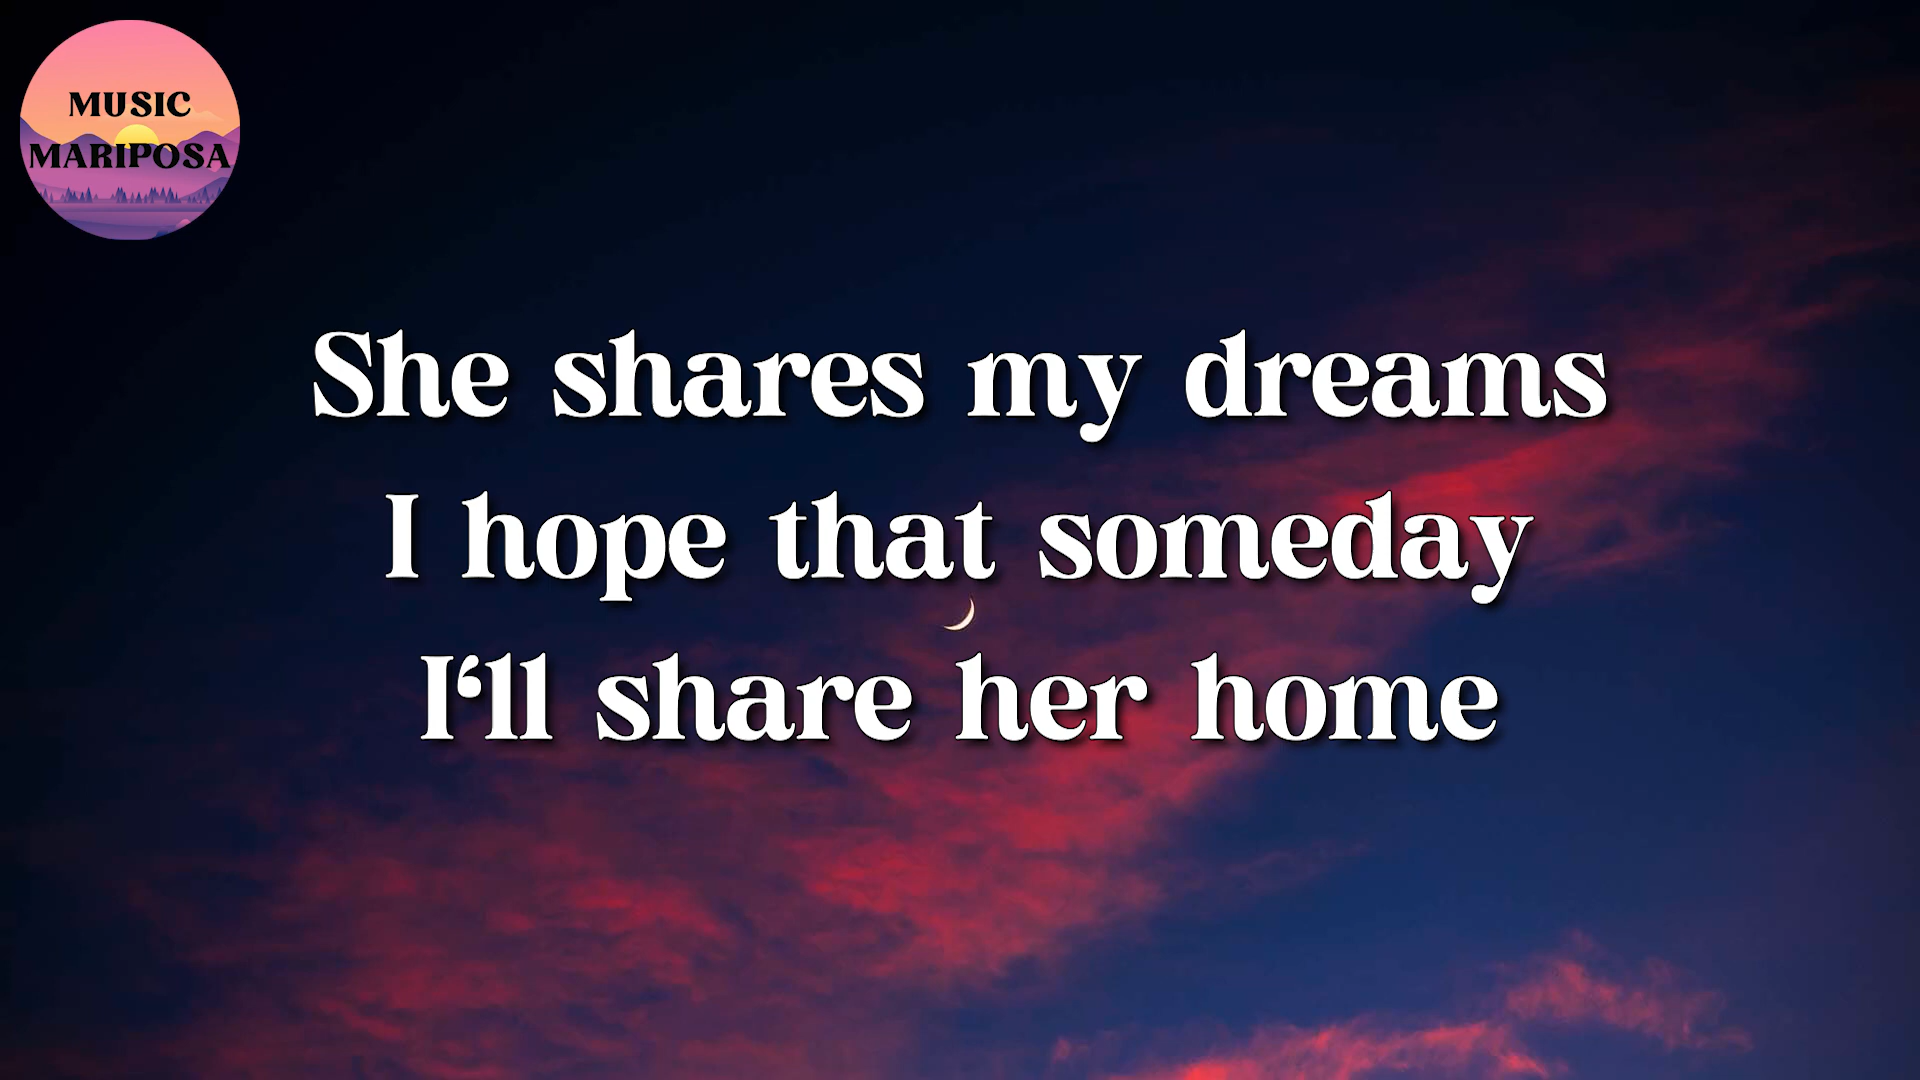 MUSIC
MARIPOSA
She shares my dreams
I hope that someday
I‘ll share her home